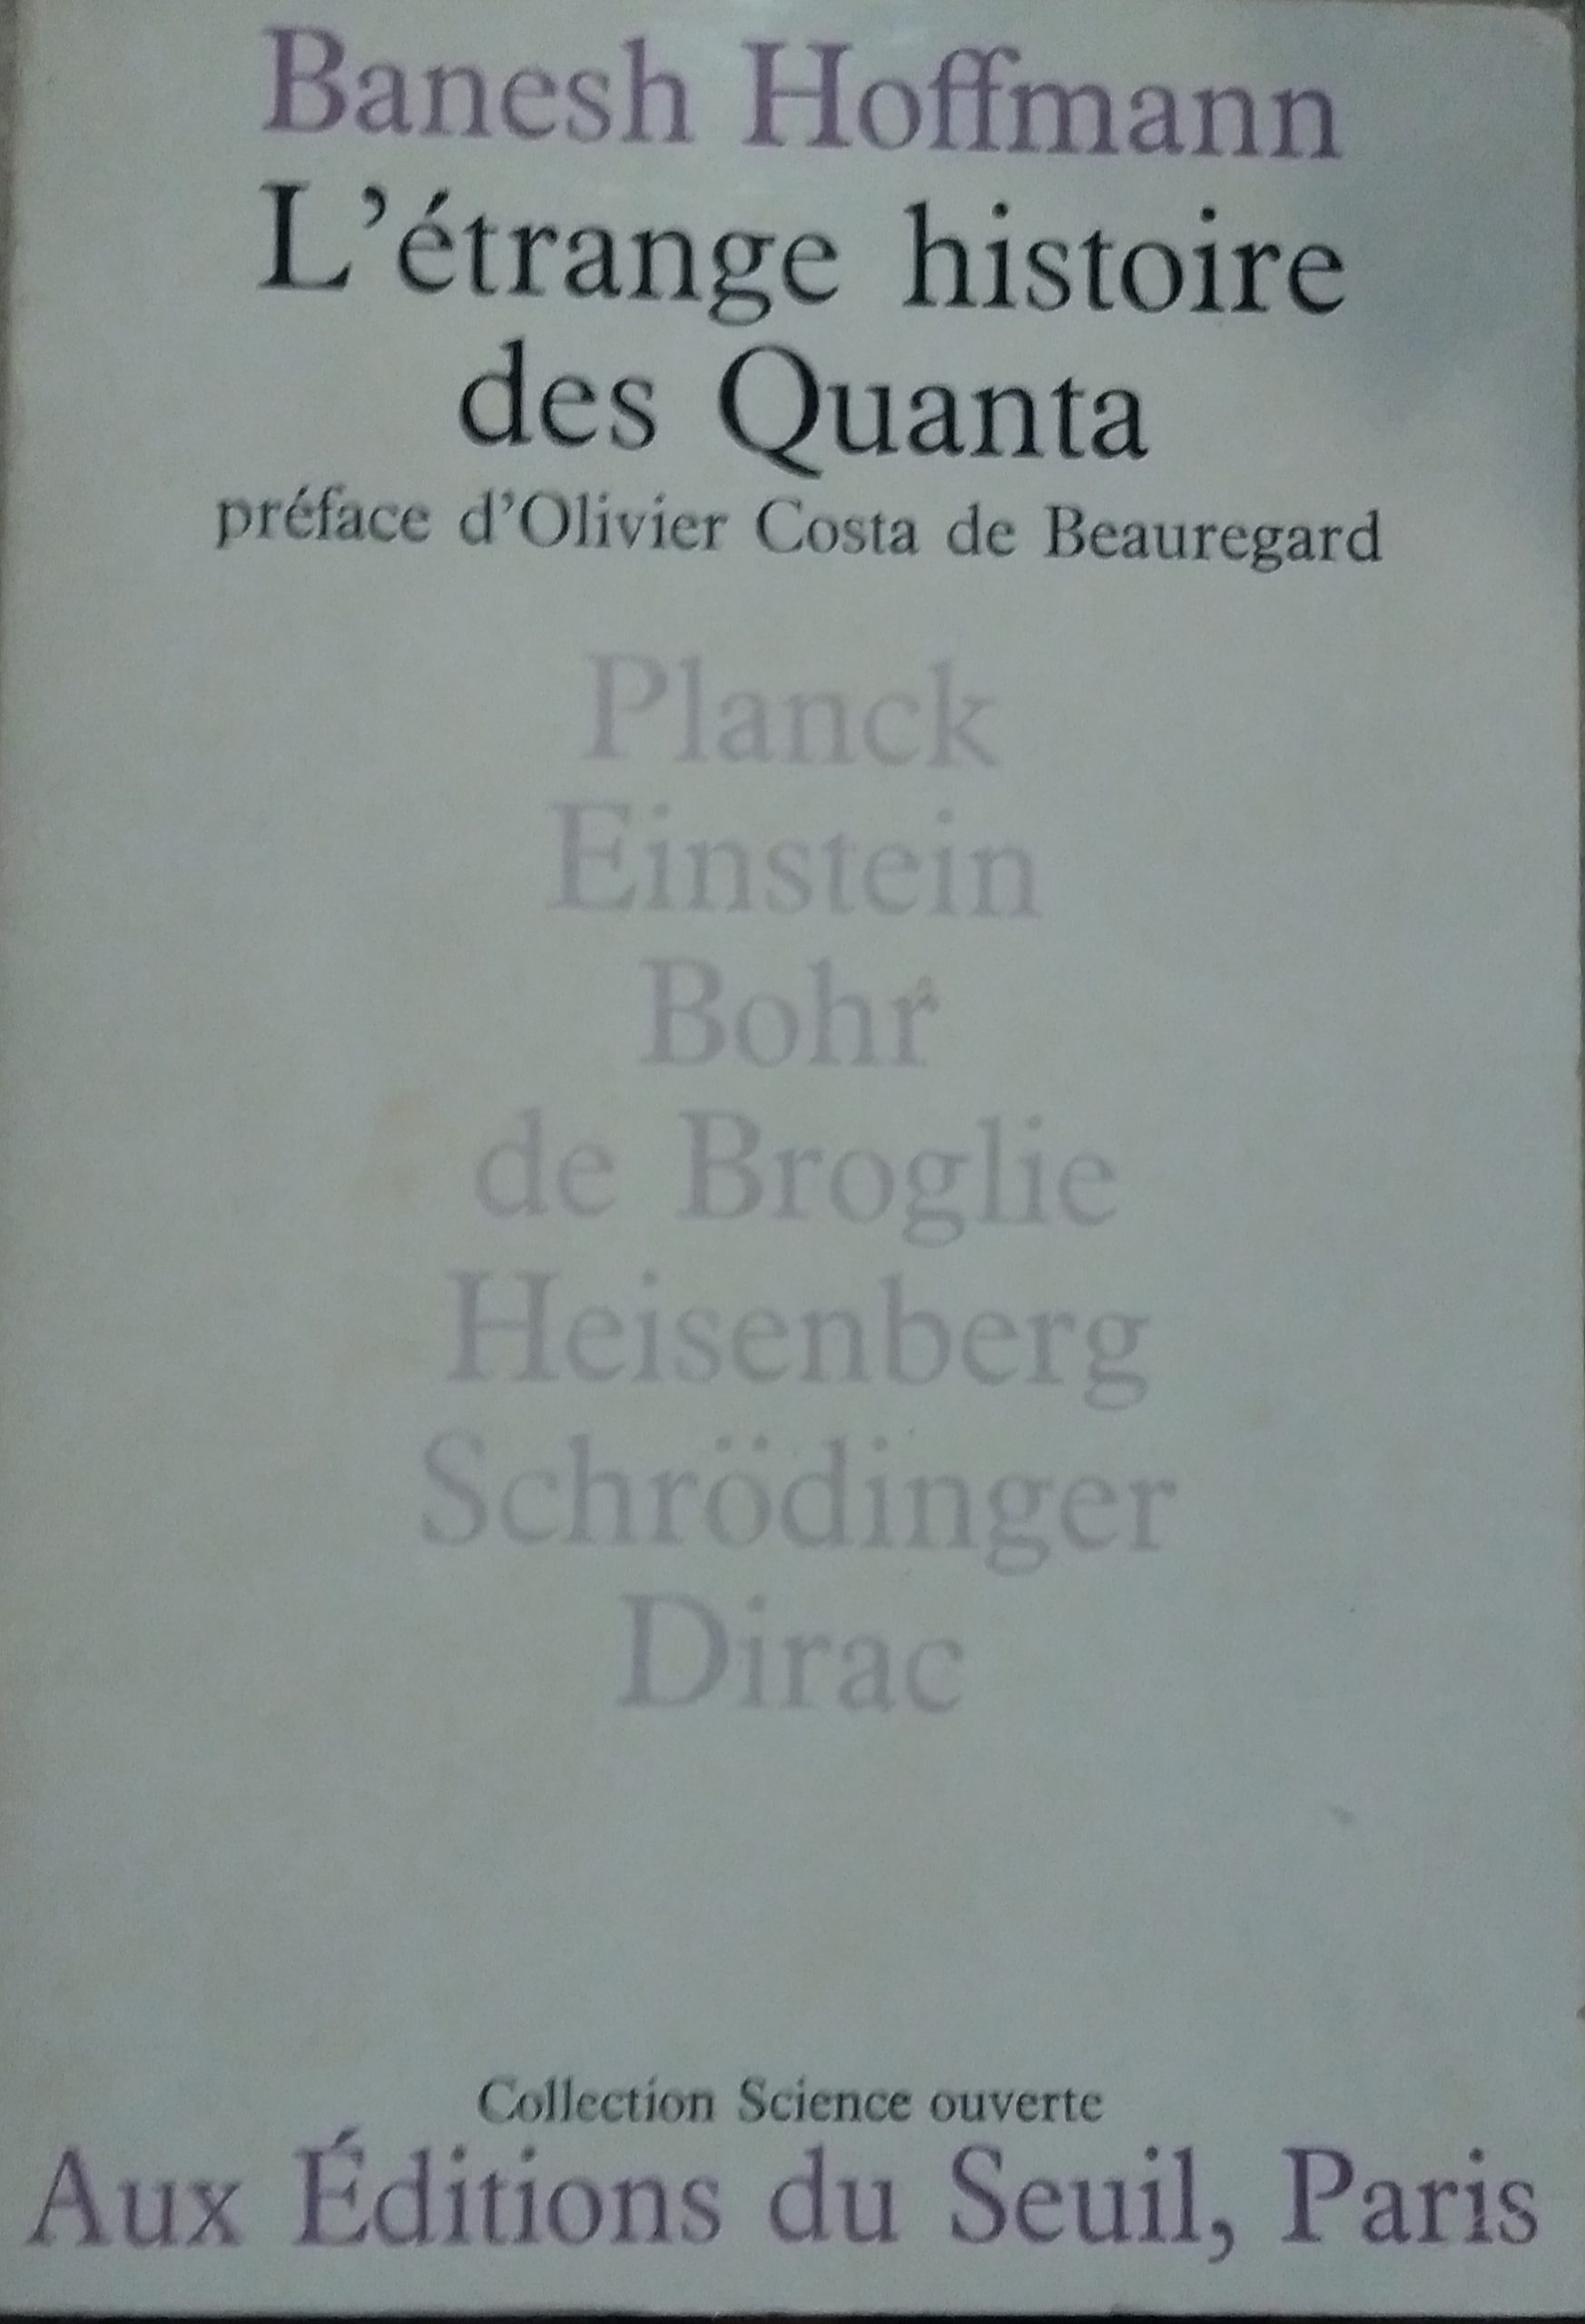 Banesh Hoffmann
L'étrange histoire
des Quanta
préface d'Olivier Costa de Beauregard
Planck
Einstein
Bohr
de Broglie
Heisenberg
Schrödinger
Dirac
Collection Science ouverte
Aux Éditions du Seuil, Paris